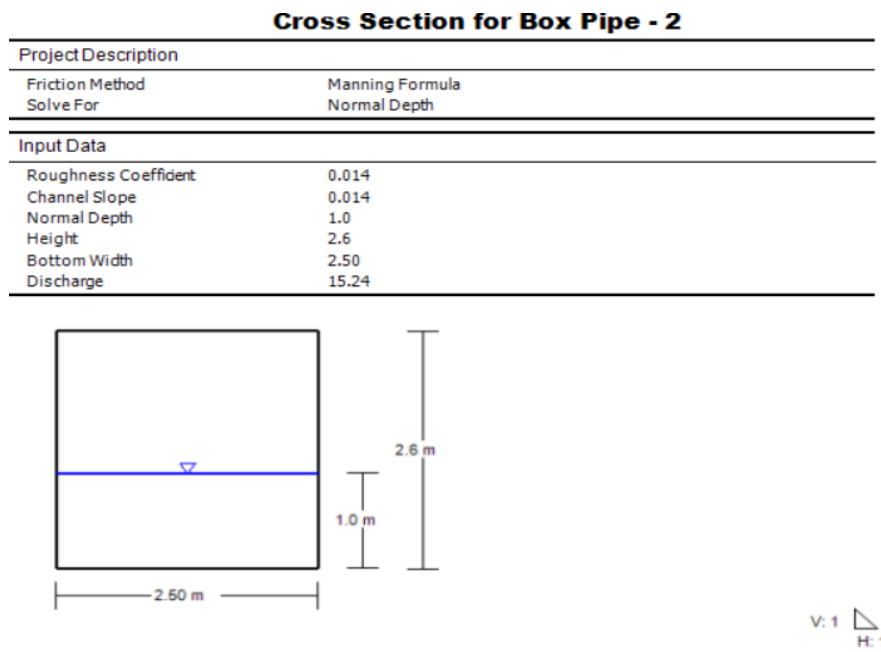 Cross Section for Box Pipe - 2
Project Description
Friction Method Manning Formula
Solve For Normal Depth
Input Data
Roughness Coefficient 0.014
Channel Slope 0.014
Normal Depth 1.0
Height 2.6
Bottom Width 2.50
Discharge 15.24
2.6 m
1.0 m
2.50 m
V: 1
H: